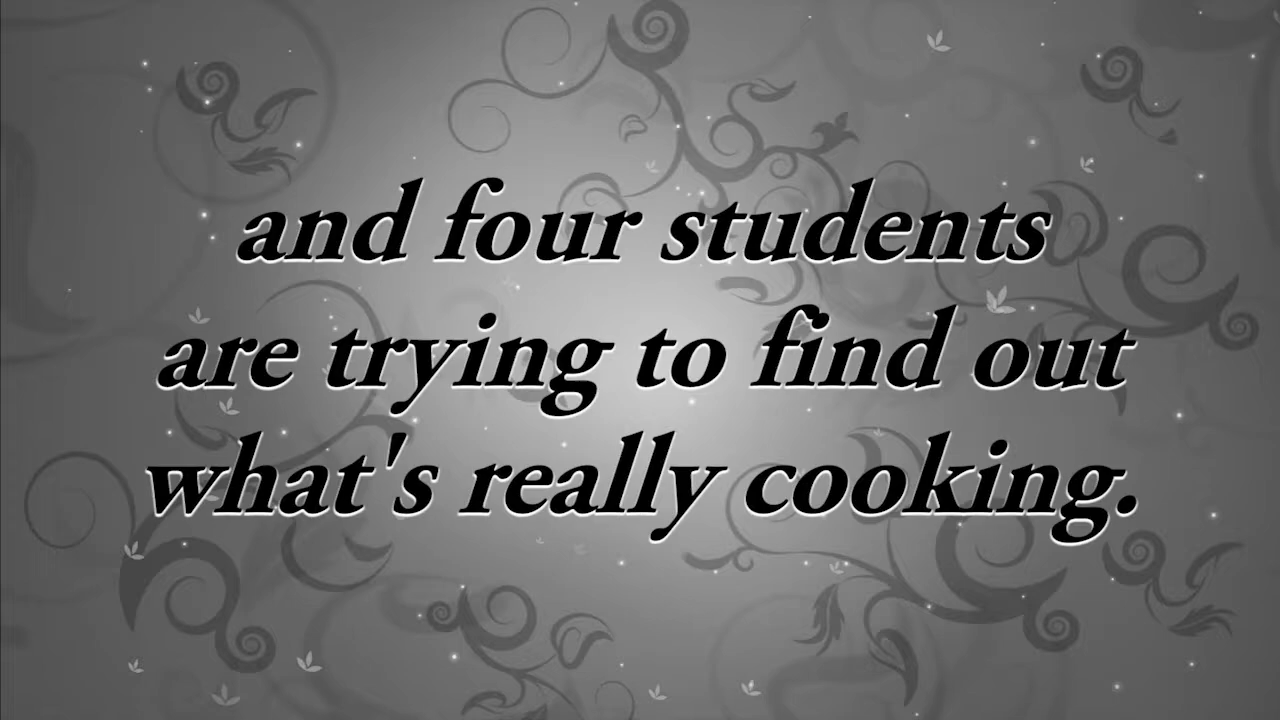 and four students
are trying to find out
what's really cooking.